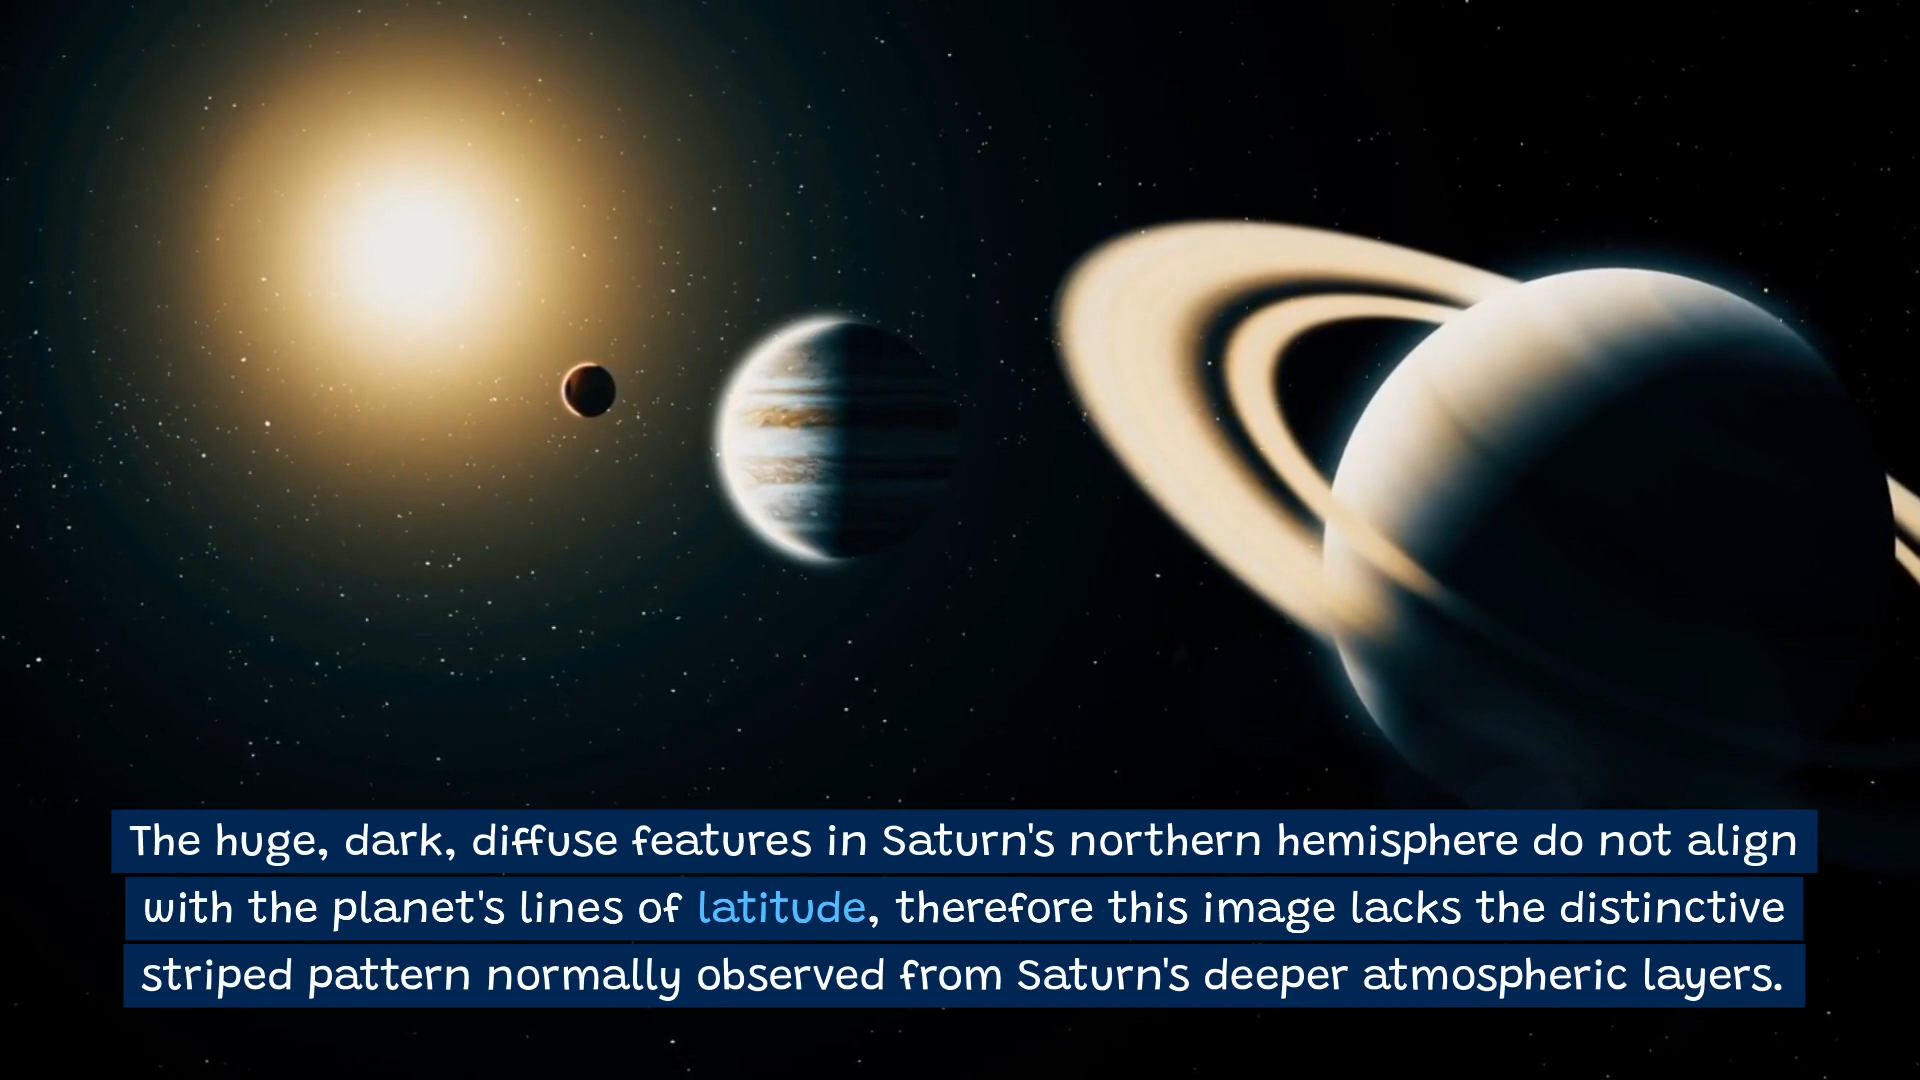 The huge, dark, diffuse features in Saturn's northern hemisphere do not align
with the planet's lines of latitude, therefore this image lacks the distinctive
striped pattern normally observed from Saturn's deeper atmospheric layers.